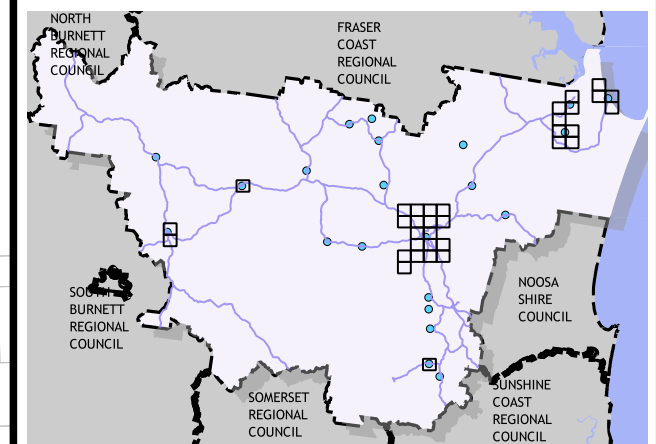 NORTH
BURNETT
REGIONAL
COUNCIL
FRASER
COAST
REGIONAL
COUNCIL
SOUTH
BURNETT
REGIONAL
COUNCIL
NOOSA
SHIRE
COUNCIL
SOMERSET
REGIONAL
COUNCIL
SUNSHINE
COAST
REGIONAL
COUNCIL